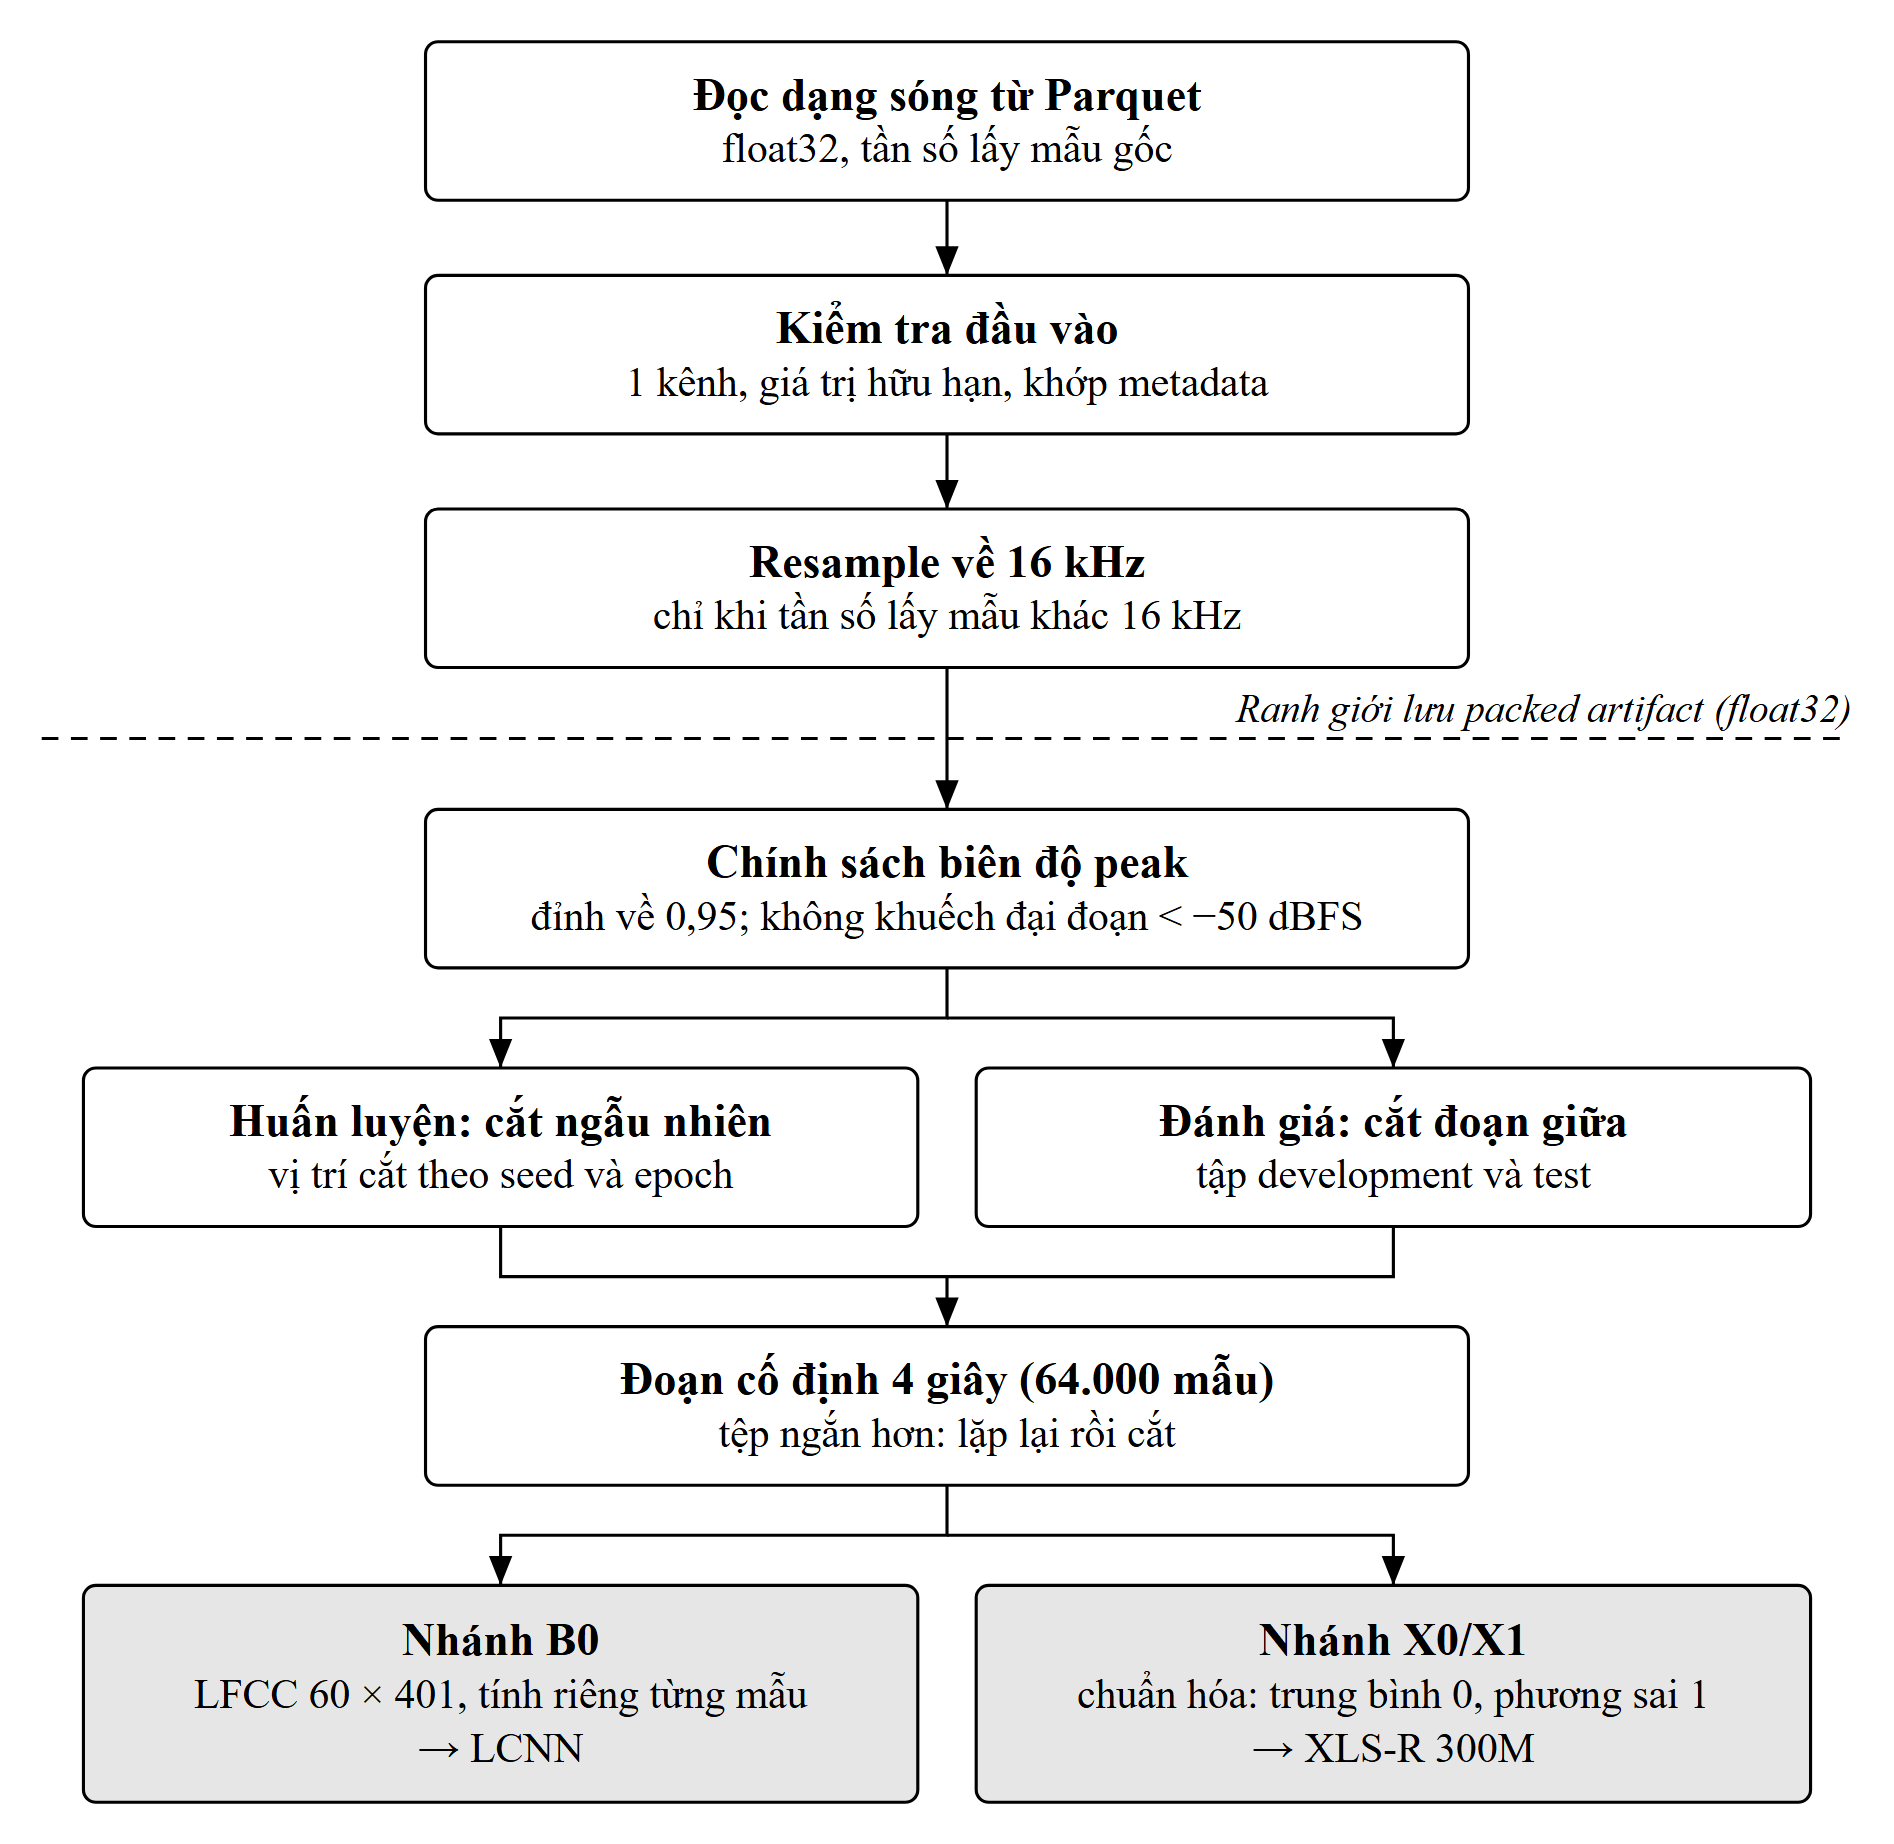 Đọc dạng sóng từ Parquet
float32, tần số lấy mẫu gốc
Kiểm tra đầu vào
1 kênh, giá trị hữu hạn, khớp metadata
Resample về 16 kHz
chỉ khi tần số lấy mẫu khác 16 kHz
Ranh giới lưu packed artifact (float32)
Chính sách biên độ peak
đỉnh về 0,95; không khuếch đại đoạn < −50 dBFS
Huấn luyện: cắt ngẫu nhiên
vị trí cắt theo seed và epoch
Đánh giá: cắt đoạn giữa
tập development và test
Đoạn cố định 4 giây (64.000 mẫu)
tệp ngắn hơn: lặp lại rồi cắt
Nhánh B0
LFCC 60 × 401, tính riêng từng mẫu
→ LCNN
Nhánh X0/X1
chuẩn hóa: trung bình 0, phương sai 1
→ XLS-R 300M